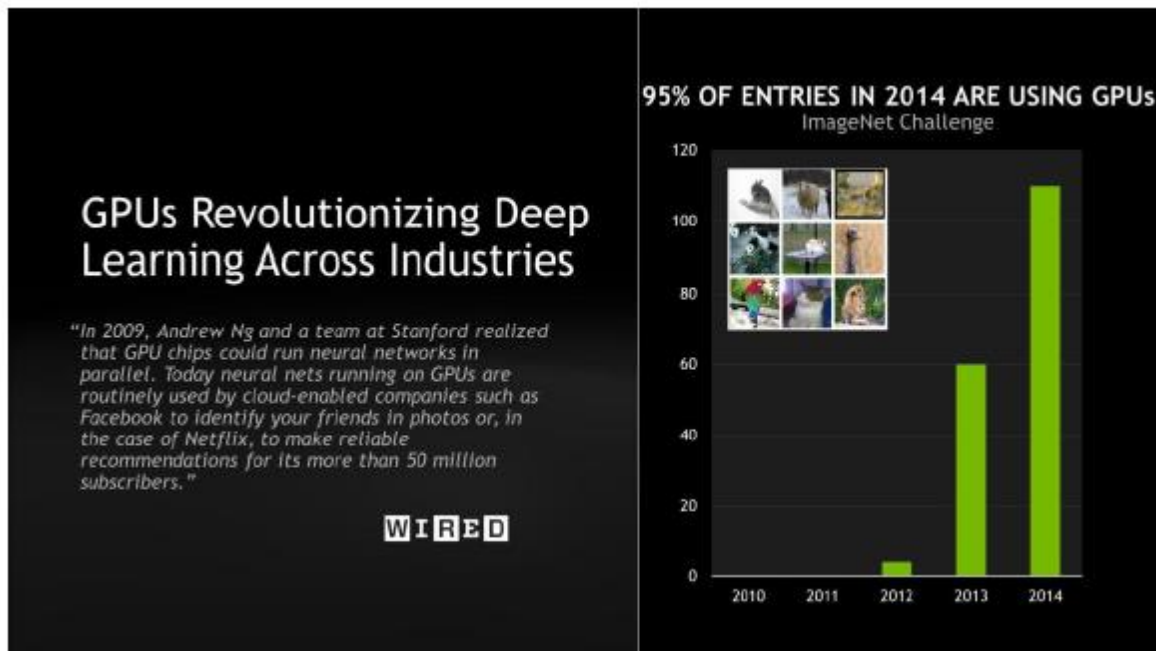 GPUs Revolutionizing Deep
Learning Across Industries
“In 2009, Andrew Ng and a team at Stanford realized
that GPU chips could run neural networks in
parallel. Today neural nets running on GPUs are
routinely used by cloud-enabled companies such as
Facebook to identify your friends in photos or, in
the case of Netflix, to make reliable
recommendations for its more than 50 million
subscribers.”
WIRED
95% OF ENTRIES IN 2014 ARE USING GPUs
ImageNet Challenge
120
100
80
60
40
20
0
2010 2011 2012 2013 2014